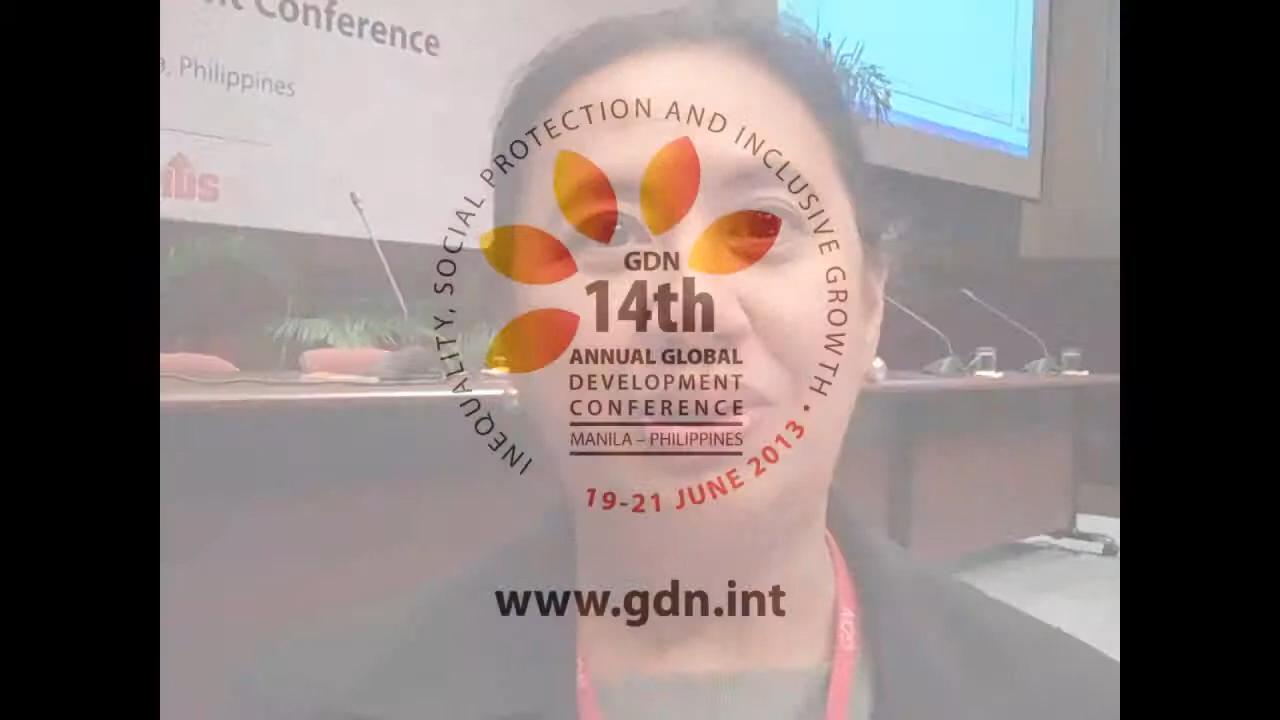 nt Conference
a, Philippines
INEQUALITY, SOCIAL PROTECTION AND INCLUSIVE GROWTH •
19-21 JUNE 2013
GDN
14th
ANNUAL GLOBAL
DEVELOPMENT
CONFERENCE
MANILA – PHILIPPINES
www.gdn.int